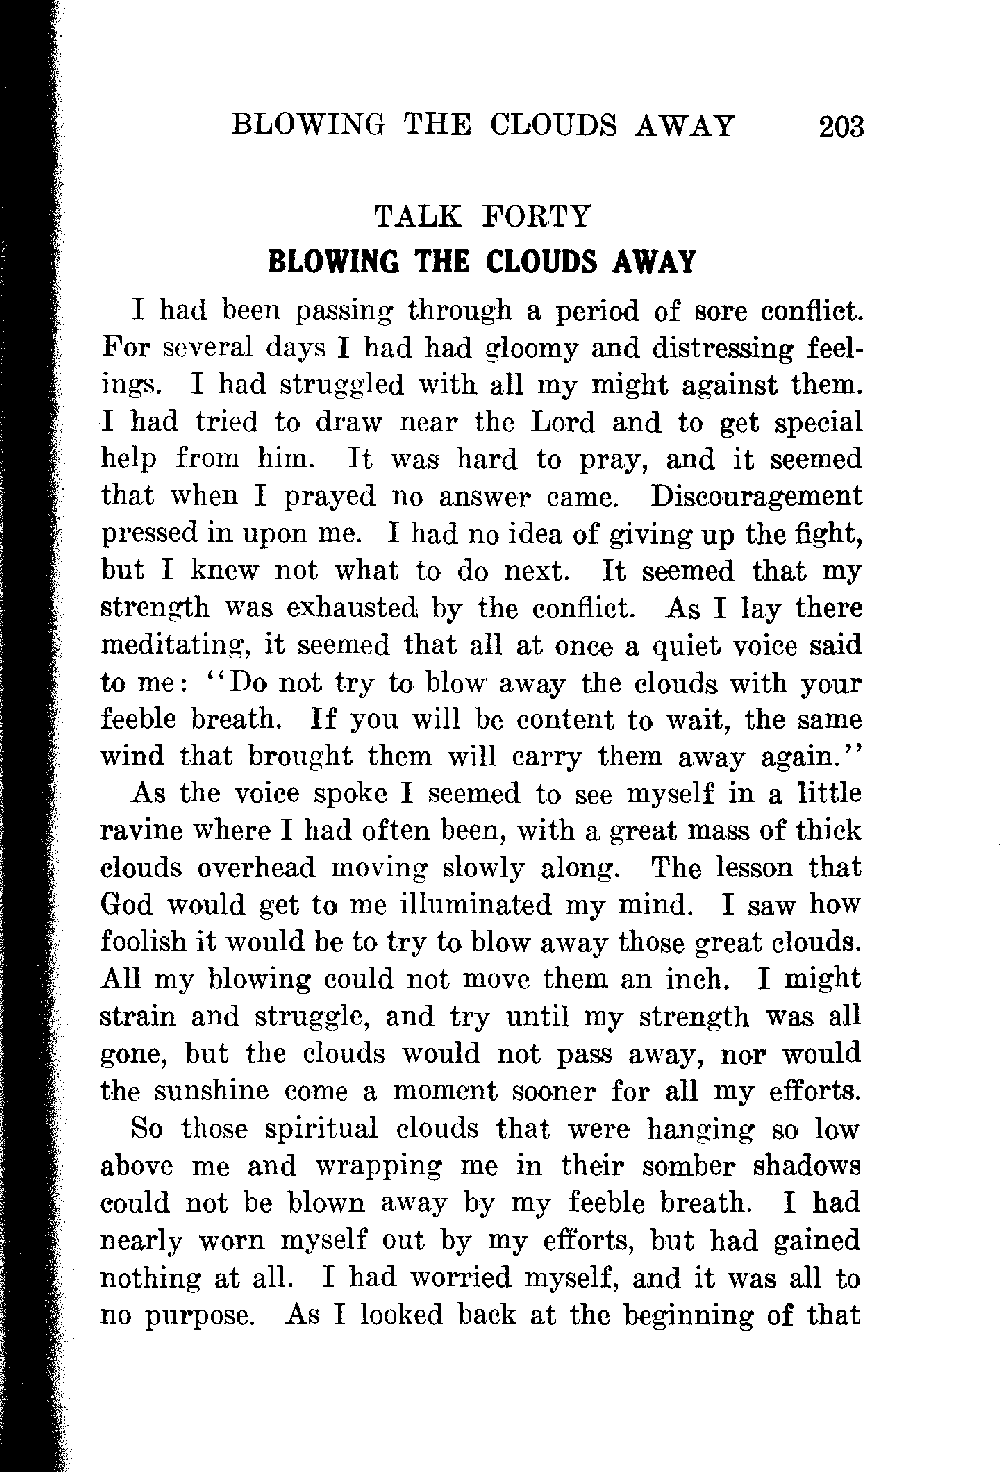 BLOWING THE CLOUDS AWAY 203
TALK FORTY
BLOWING THE CLOUDS AWAY
I had been passing through a period of sore conflict.
For several days I had had gloomy and distressing feel-
ings. I had struggled with all my might against them.
I had tried to draw near the Lord and to get special
help from him. It was hard to pray, and it seemed
that when I prayed no answer came. Discouragement
pressed in upon me. I had no idea of giving up the fight,
but I knew not what to do next. It seemed that my
strength was exhausted by the conflict. As I lay there
meditating, it seemed that all at once a quiet voice said
to me: "Do not try to blow away the clouds with your
feeble breath. If you will be content to wait, the same
wind that brought them will carry them away again."
As the voice spoke I seemed to see myself in a little
ravine where I had often been, with a great mass of thick
clouds overhead moving slowly along. The lesson that
God would get to me illuminated my mind. I saw how
foolish it would be to try to blow away those great clouds.
All my blowing could not move them an inch. I might
strain and struggle, and try until my strength was all
gone, but the clouds would not pass away, nor would
the sunshine come a moment sooner for all my efforts.
So those spiritual clouds that were hanging so low
above me and wrapping me in their somber shadows
could not be blown away by my feeble breath. I had
nearly worn myself out by my efforts, but had gained
nothing at all. I had worried myself, and it was all to
no purpose. As I looked back at the beginning of that